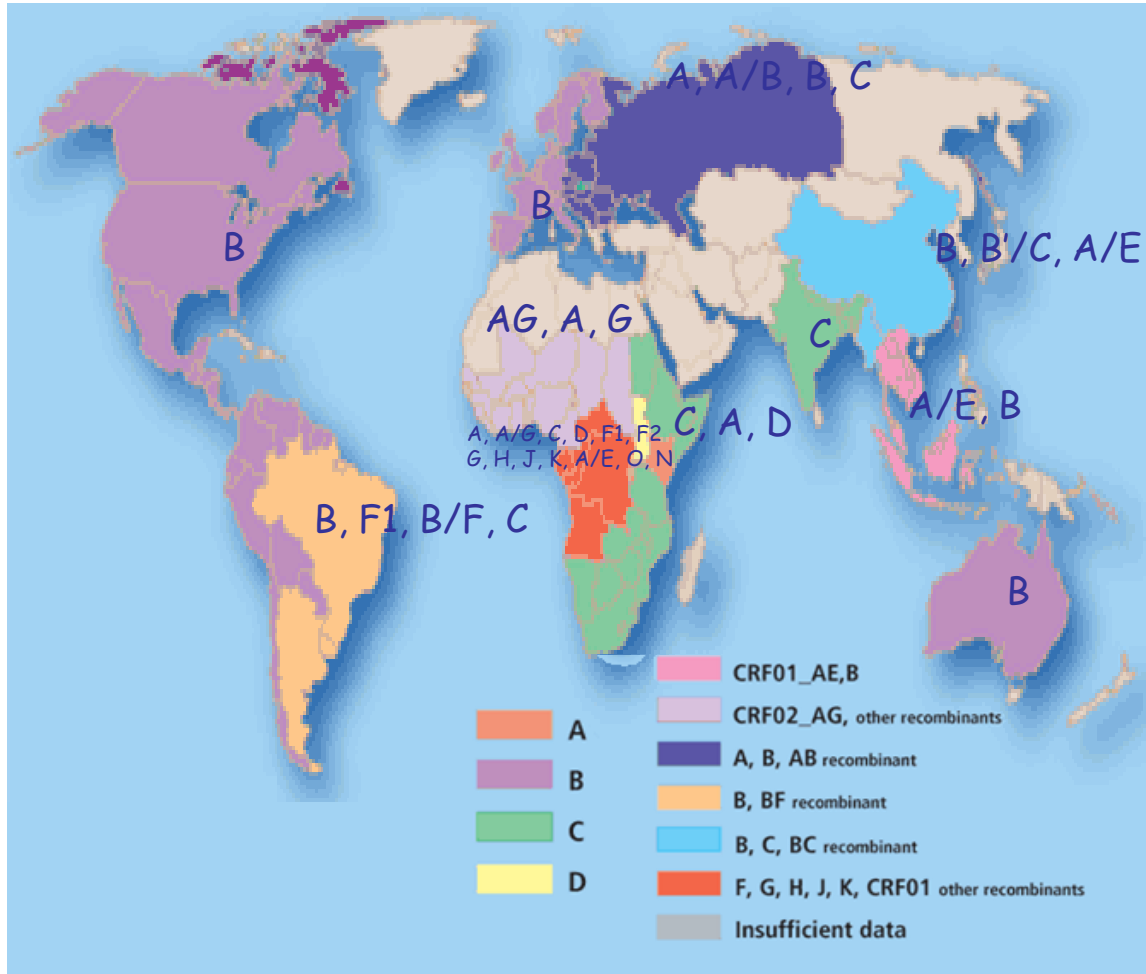 A, A/B, B, C
B
B
B, B'/C, A/E
AG, A, G
C
A/E, B
C, A, D
A, A/G, C, D, F1, F2
G, H, J, K, A/E, O, N
B, F1, B/F, C
B
A
B
C
D
CRF01_AE,B
CRF02_AG, other recombinants
A, B, AB recombinant
B, BF recombinant
B, C, BC recombinant
F, G, H, J, K, CRF01 other recombinants
Insufficient data